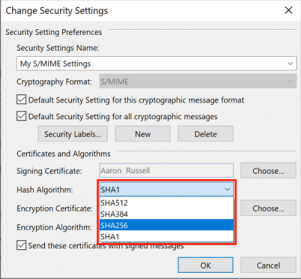 Change Security Settings
Security Setting Preferences
Security Settings Name:
My S/MIME Settings
Cryptography Format: S/MIME
Default Security Setting for this cryptographic message format
Default Security Setting for all cryptographic messages
Security Labels... New Delete
Certificates and Algorithms
Signing Certificate: Aaron Russell Choose...
Hash Algorithm: SHA1
SHA512
Encryption Certificate: SHA384 Choose...
SHA256
Encryption Algorithm: SHA1
Send these certificates with signed messages
OK Cancel